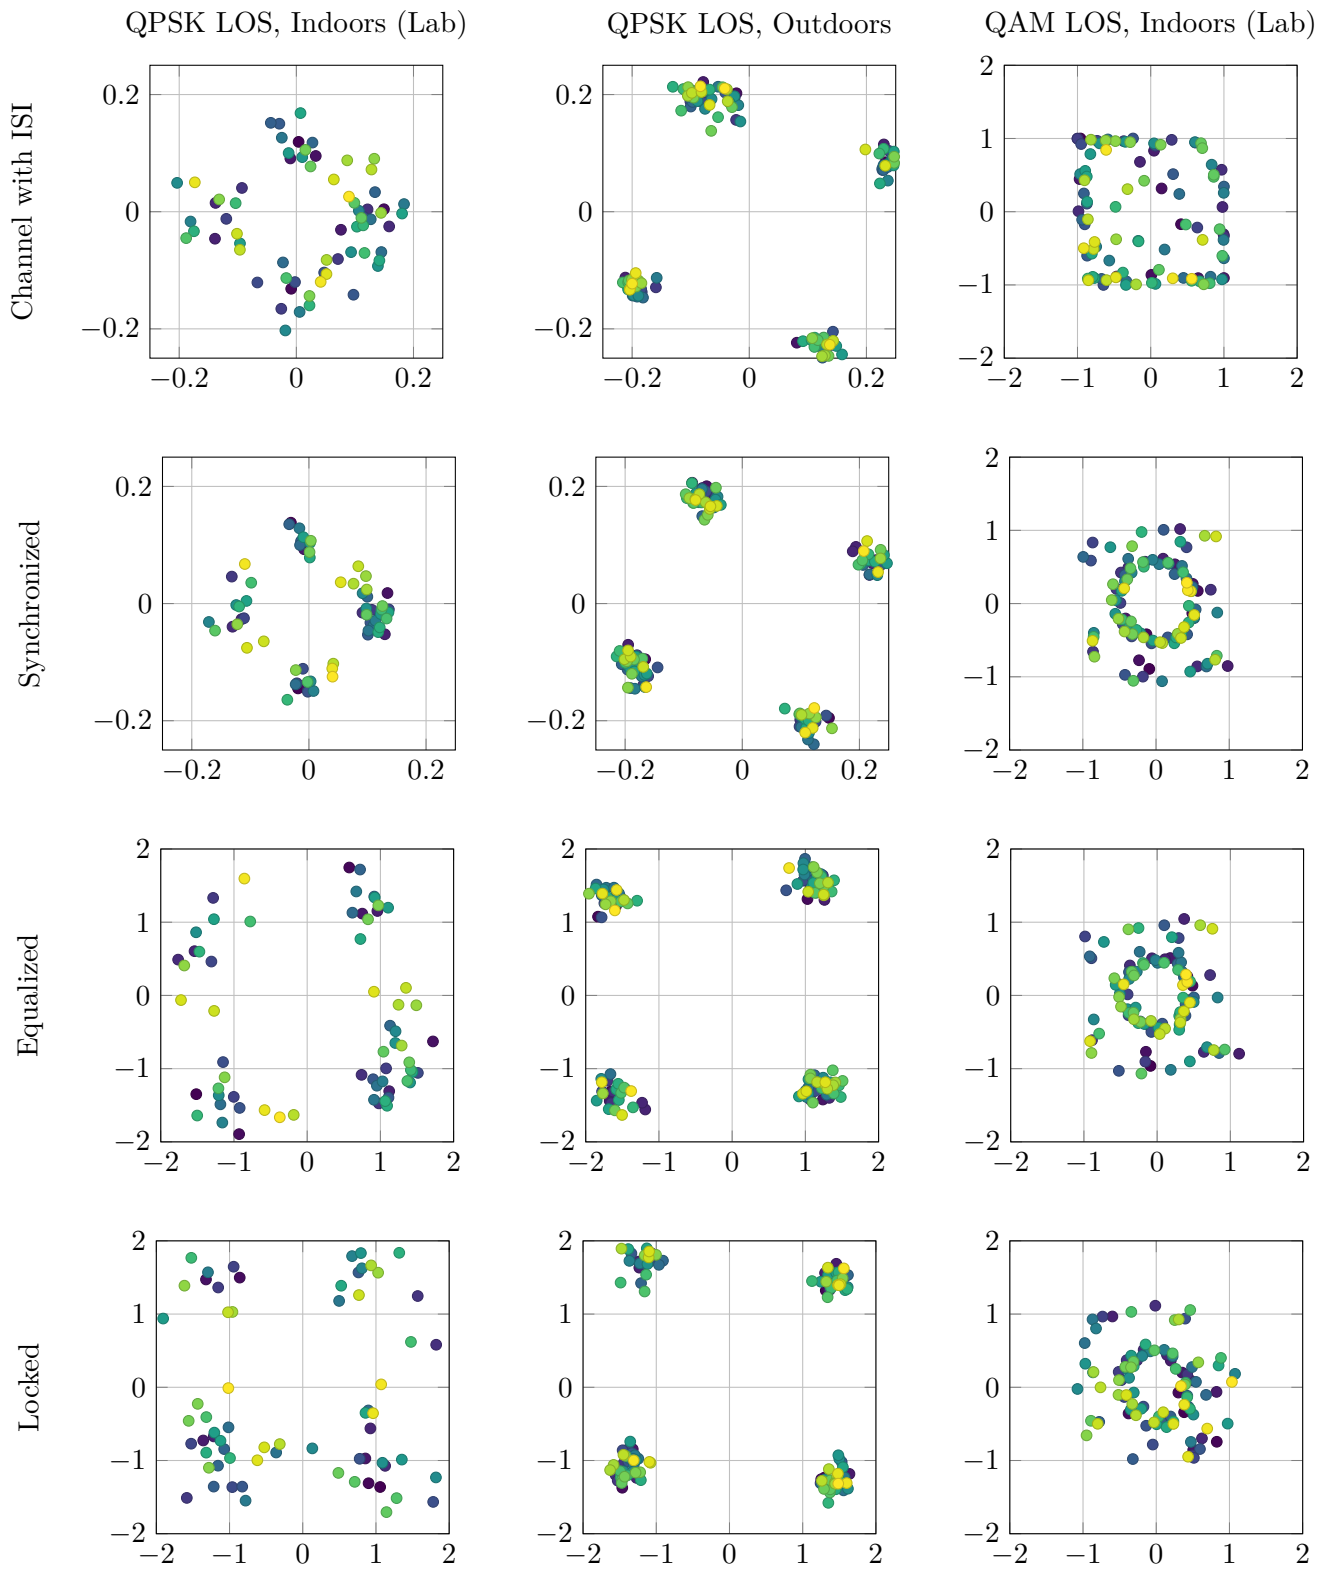 QPSK LOS, Indoors (Lab) QPSK LOS, Outdoors QAM LOS, Indoors (Lab)
Channel with ISI
0.2 0 −0.2
−0.2 0 0.2
0.2 0 −0.2
−0.2 0 0.2
2 1 0 −1 −2
−2 −1 0 1 2
Synchronized
0.2 0 −0.2
−0.2 0 0.2
0.2 0 −0.2
−0.2 0 0.2
2 1 0 −1 −2
−2 −1 0 1 2
Equalized
2 1 0 −1 −2
−2 −1 0 1 2
2 1 0 −1 −2
−2 −1 0 1 2
2 1 0 −1 −2
−2 −1 0 1 2
Locked
2 1 0 −1 −2
−2 −1 0 1 2
2 1 0 −1 −2
−2 −1 0 1 2
2 1 0 −1 −2
−2 −1 0 1 2